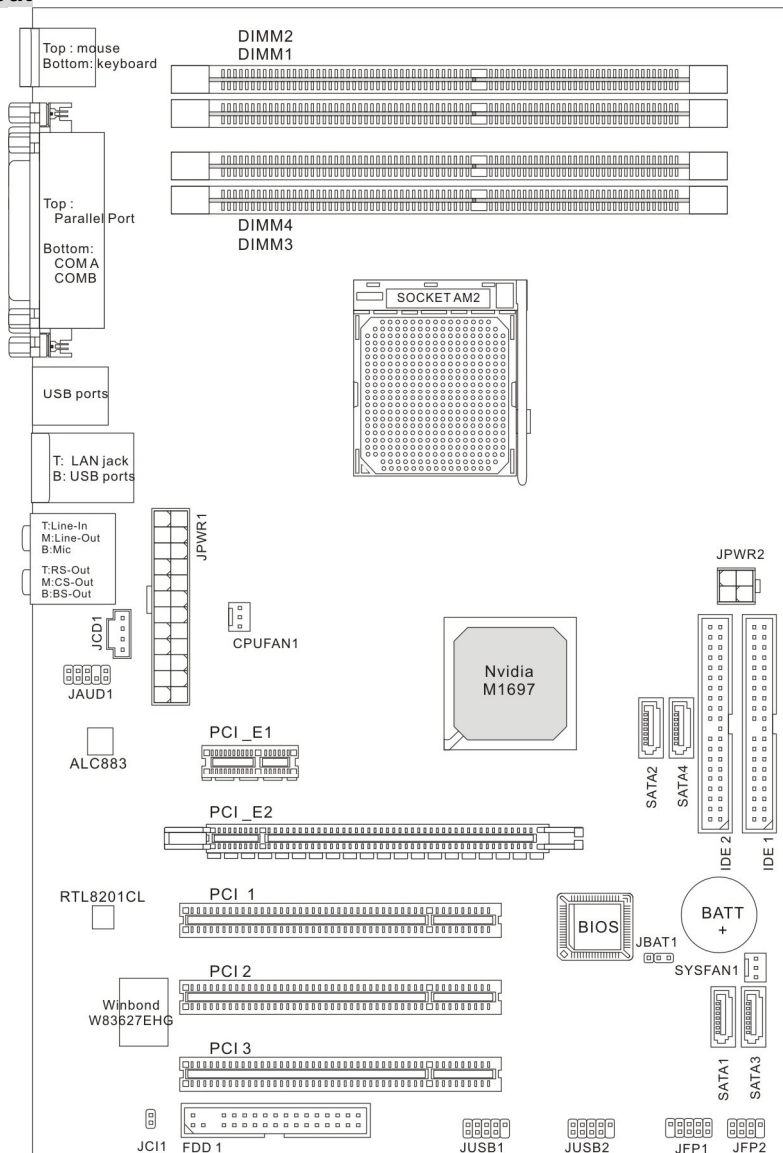 Top : mouse
Bottom: keyboard
DIMM2
DIMM1
Top :
Parallel Port
Bottom:
COM A
COMB
DIMM4
DIMM3
SOCKET AM2
USB ports
T: LAN jack
B: USB ports
T:Line-In
M:Line-Out
B:Mic
T:RS-Out
M:CS-Out
B:BS-Out
JPWR1
JPWR2
JCD1
CPUFAN1
JAUD1
Nvidia
M1697
ALC883
PCI_E1
SATA2
SATA4
IDE 2
IDE 1
PCI_E2
RTL8201CL
PCI 1
BIOS
BATT
+
JBAT1
SYSFAN1
PCI 2
Winbond
W83627EHG
SATA1
SATA3
PCI 3
JCI1
FDD 1
JUSB1
JUSB2
JFP1
JFP2